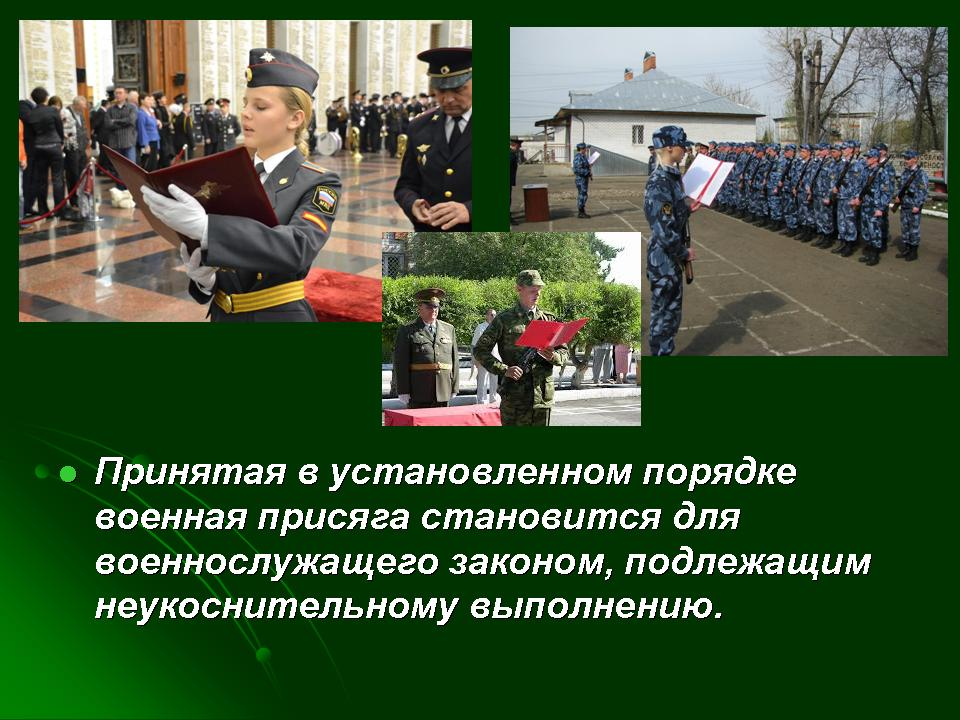 Принятая в установленном порядке
военная присяга становится для
военнослужащего законом, подлежащим
неукоснительному выполнению.